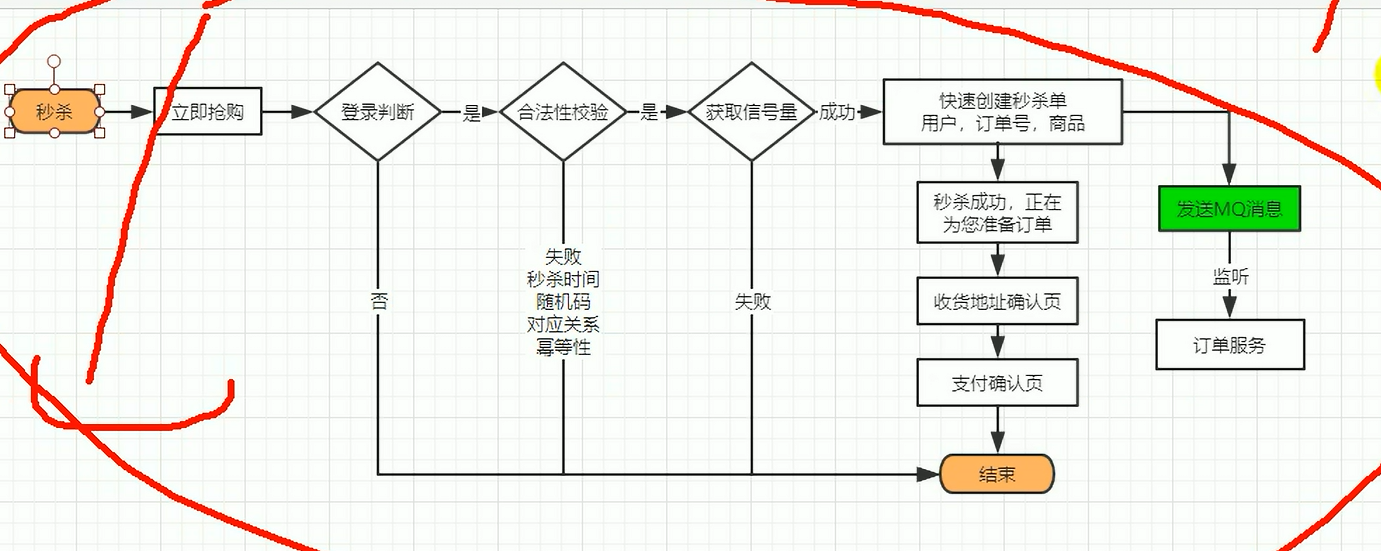 秒杀
立即抢购
登录判断
是
合法性校验
是
获取信号量
成功
快速创建秒杀单
用户，订单号，商品
秒杀成功，正在
为您准备订单
发送MQ消息
失败
秒杀时间
随机码
对应关系
幂等性
否
失败
收货地址确认页
监听
订单服务
支付确认页
结束